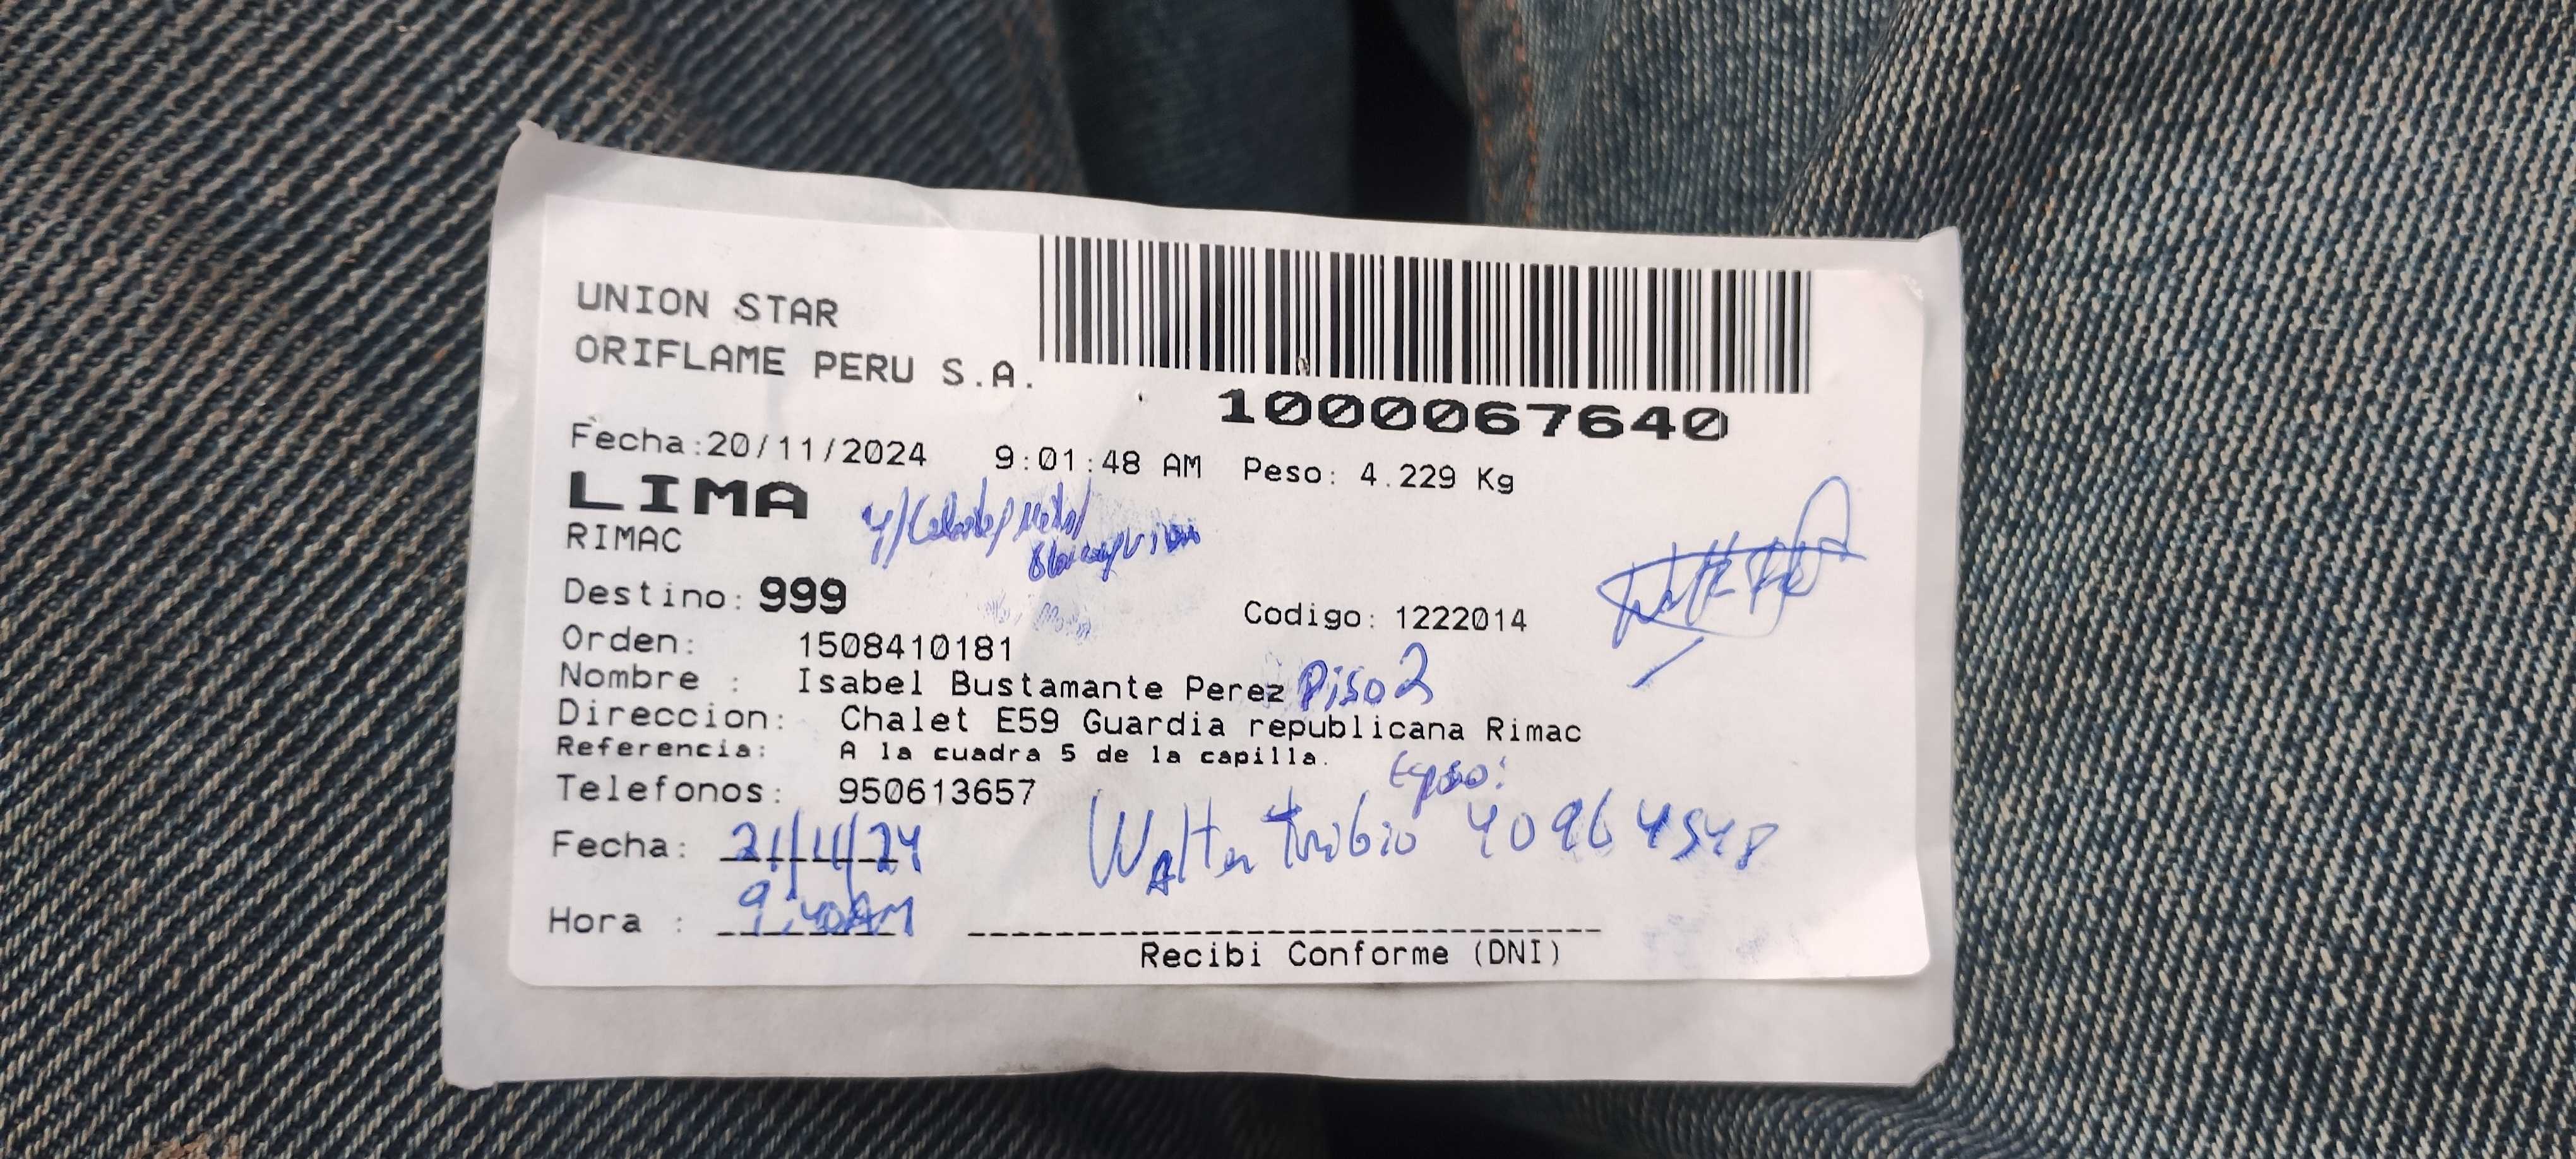 UNION STAR
ORIFLAME PERU S.A.
1000067640
Fecha:20/11/2024 9:01:48 AM Peso: 4.229 Kg
LIMA
RIMAC
Destino: 999
Codigo: 1222014
Orden: 1508410181
Nombre : Isabel Bustamante Perez Piso 2
Direccion: Chalet E59 Guardia republicana Rimac
Referencia: A la cuadra 5 de la capilla.
Telefonos: 950613657
Fecha: 21/11/24
Walter 40964548
Hora : 9:40AM
Recibi Conforme (DNI)